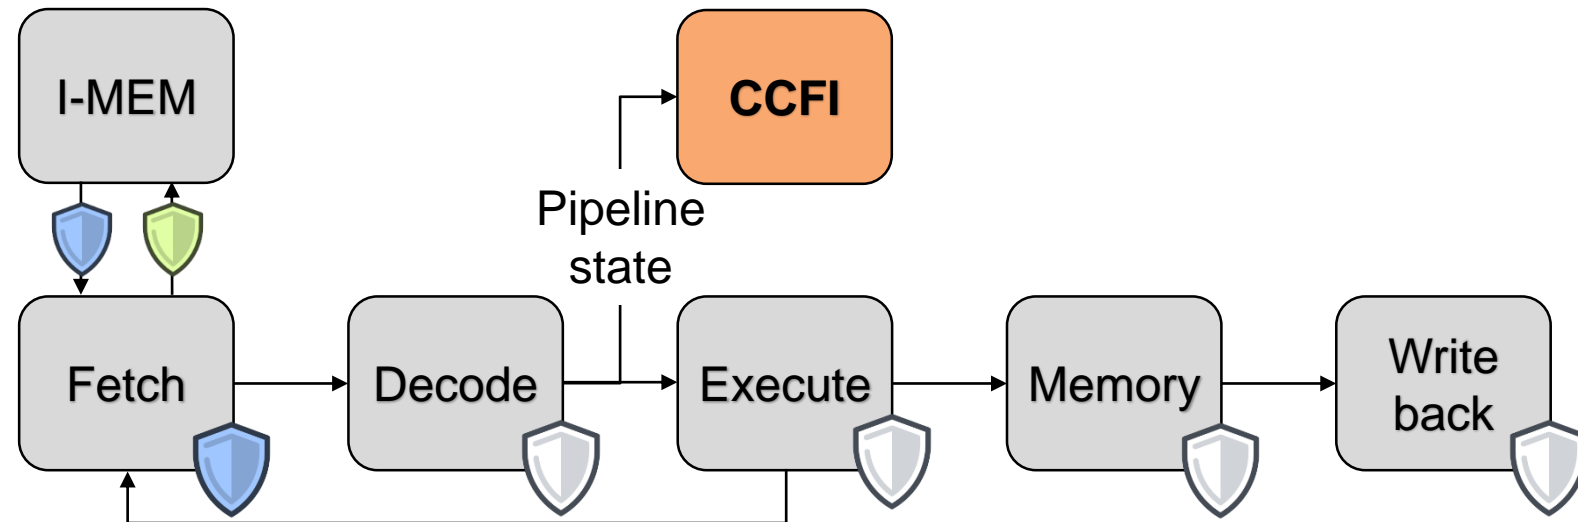 I-MEM
CCFI
Pipeline
state
Fetch
Decode
Execute
Memory
Write
back